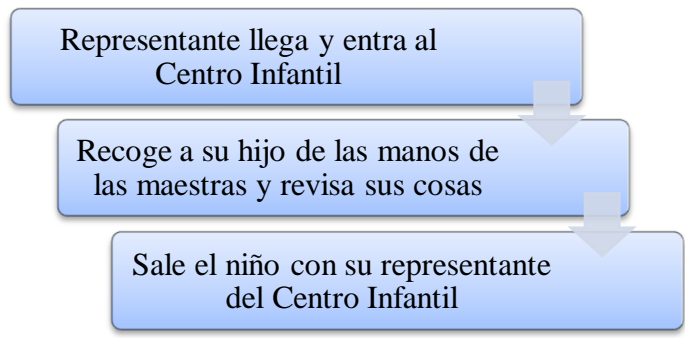 Representante llega y entra al
Centro Infantil
Recoge a su hijo de las manos de
las maestras y revisa sus cosas
Sale el niño con su representante
del Centro Infantil